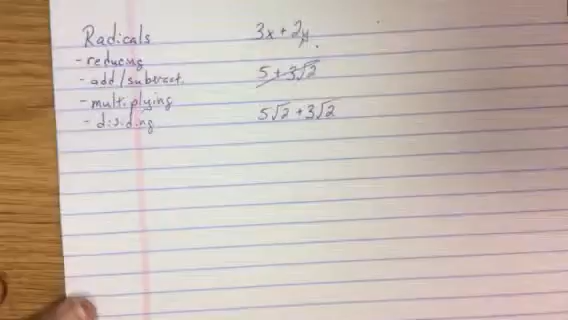 Radicals
- reducing
- add/subtract
- multiplying
- dividing
3x + 2y
5 + 3√2
5√2 + 3√2